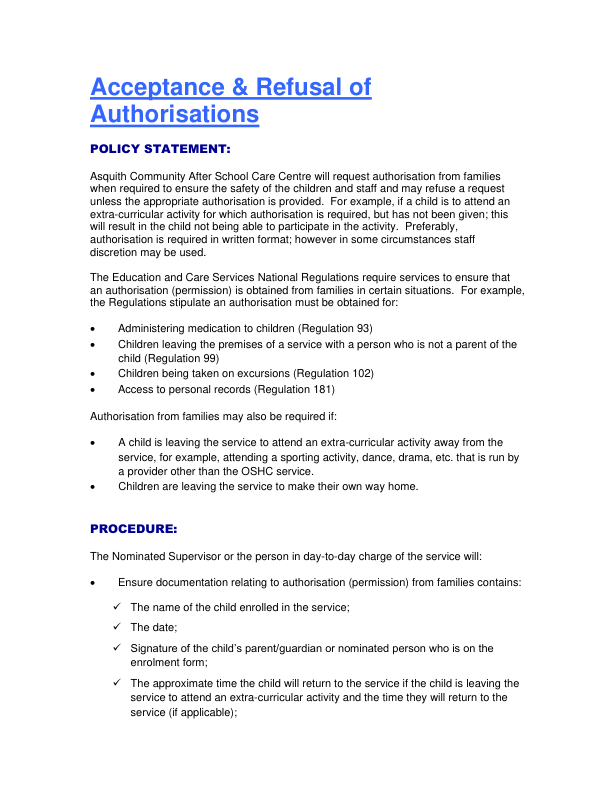 Acceptance & Refusal of
Authorisations
POLICY STATEMENT:
Asquith Community After School Care Centre will request authorisation from families
when required to ensure the safety of the children and staff and may refuse a request
unless the appropriate authorisation is provided.  For example, if a child is to attend an
extra-curricular activity for which authorisation is required, but has not been given; this
will result in the child not being able to participate in the activity.  Preferably,
authorisation is required in written format; however in some circumstances staff
discretion may be used.
The Education and Care Services National Regulations require services to ensure that
an authorisation (permission) is obtained from families in certain situations.  For example,
the Regulations stipulate an authorisation must be obtained for:
• Administering medication to children (Regulation 93)
• Children leaving the premises of a service with a person who is not a parent of the
child (Regulation 99)
• Children being taken on excursions (Regulation 102)
• Access to personal records (Regulation 181)
Authorisation from families may also be required if:
• A child is leaving the service to attend an extra-curricular activity away from the
service, for example, attending a sporting activity, dance, drama, etc. that is run by
a provider other than the OSHC service.
• Children are leaving the service to make their own way home.
PROCEDURE:
The Nominated Supervisor or the person in day-to-day charge of the service will:
• Ensure documentation relating to authorisation (permission) from families contains:
✓ The name of the child enrolled in the service;
✓ The date;
✓ Signature of the child's parent/guardian or nominated person who is on the
enrolment form;
✓ The approximate time the child will return to the service if the child is leaving the
service to attend an extra-curricular activity and the time they will return to the
service (if applicable);